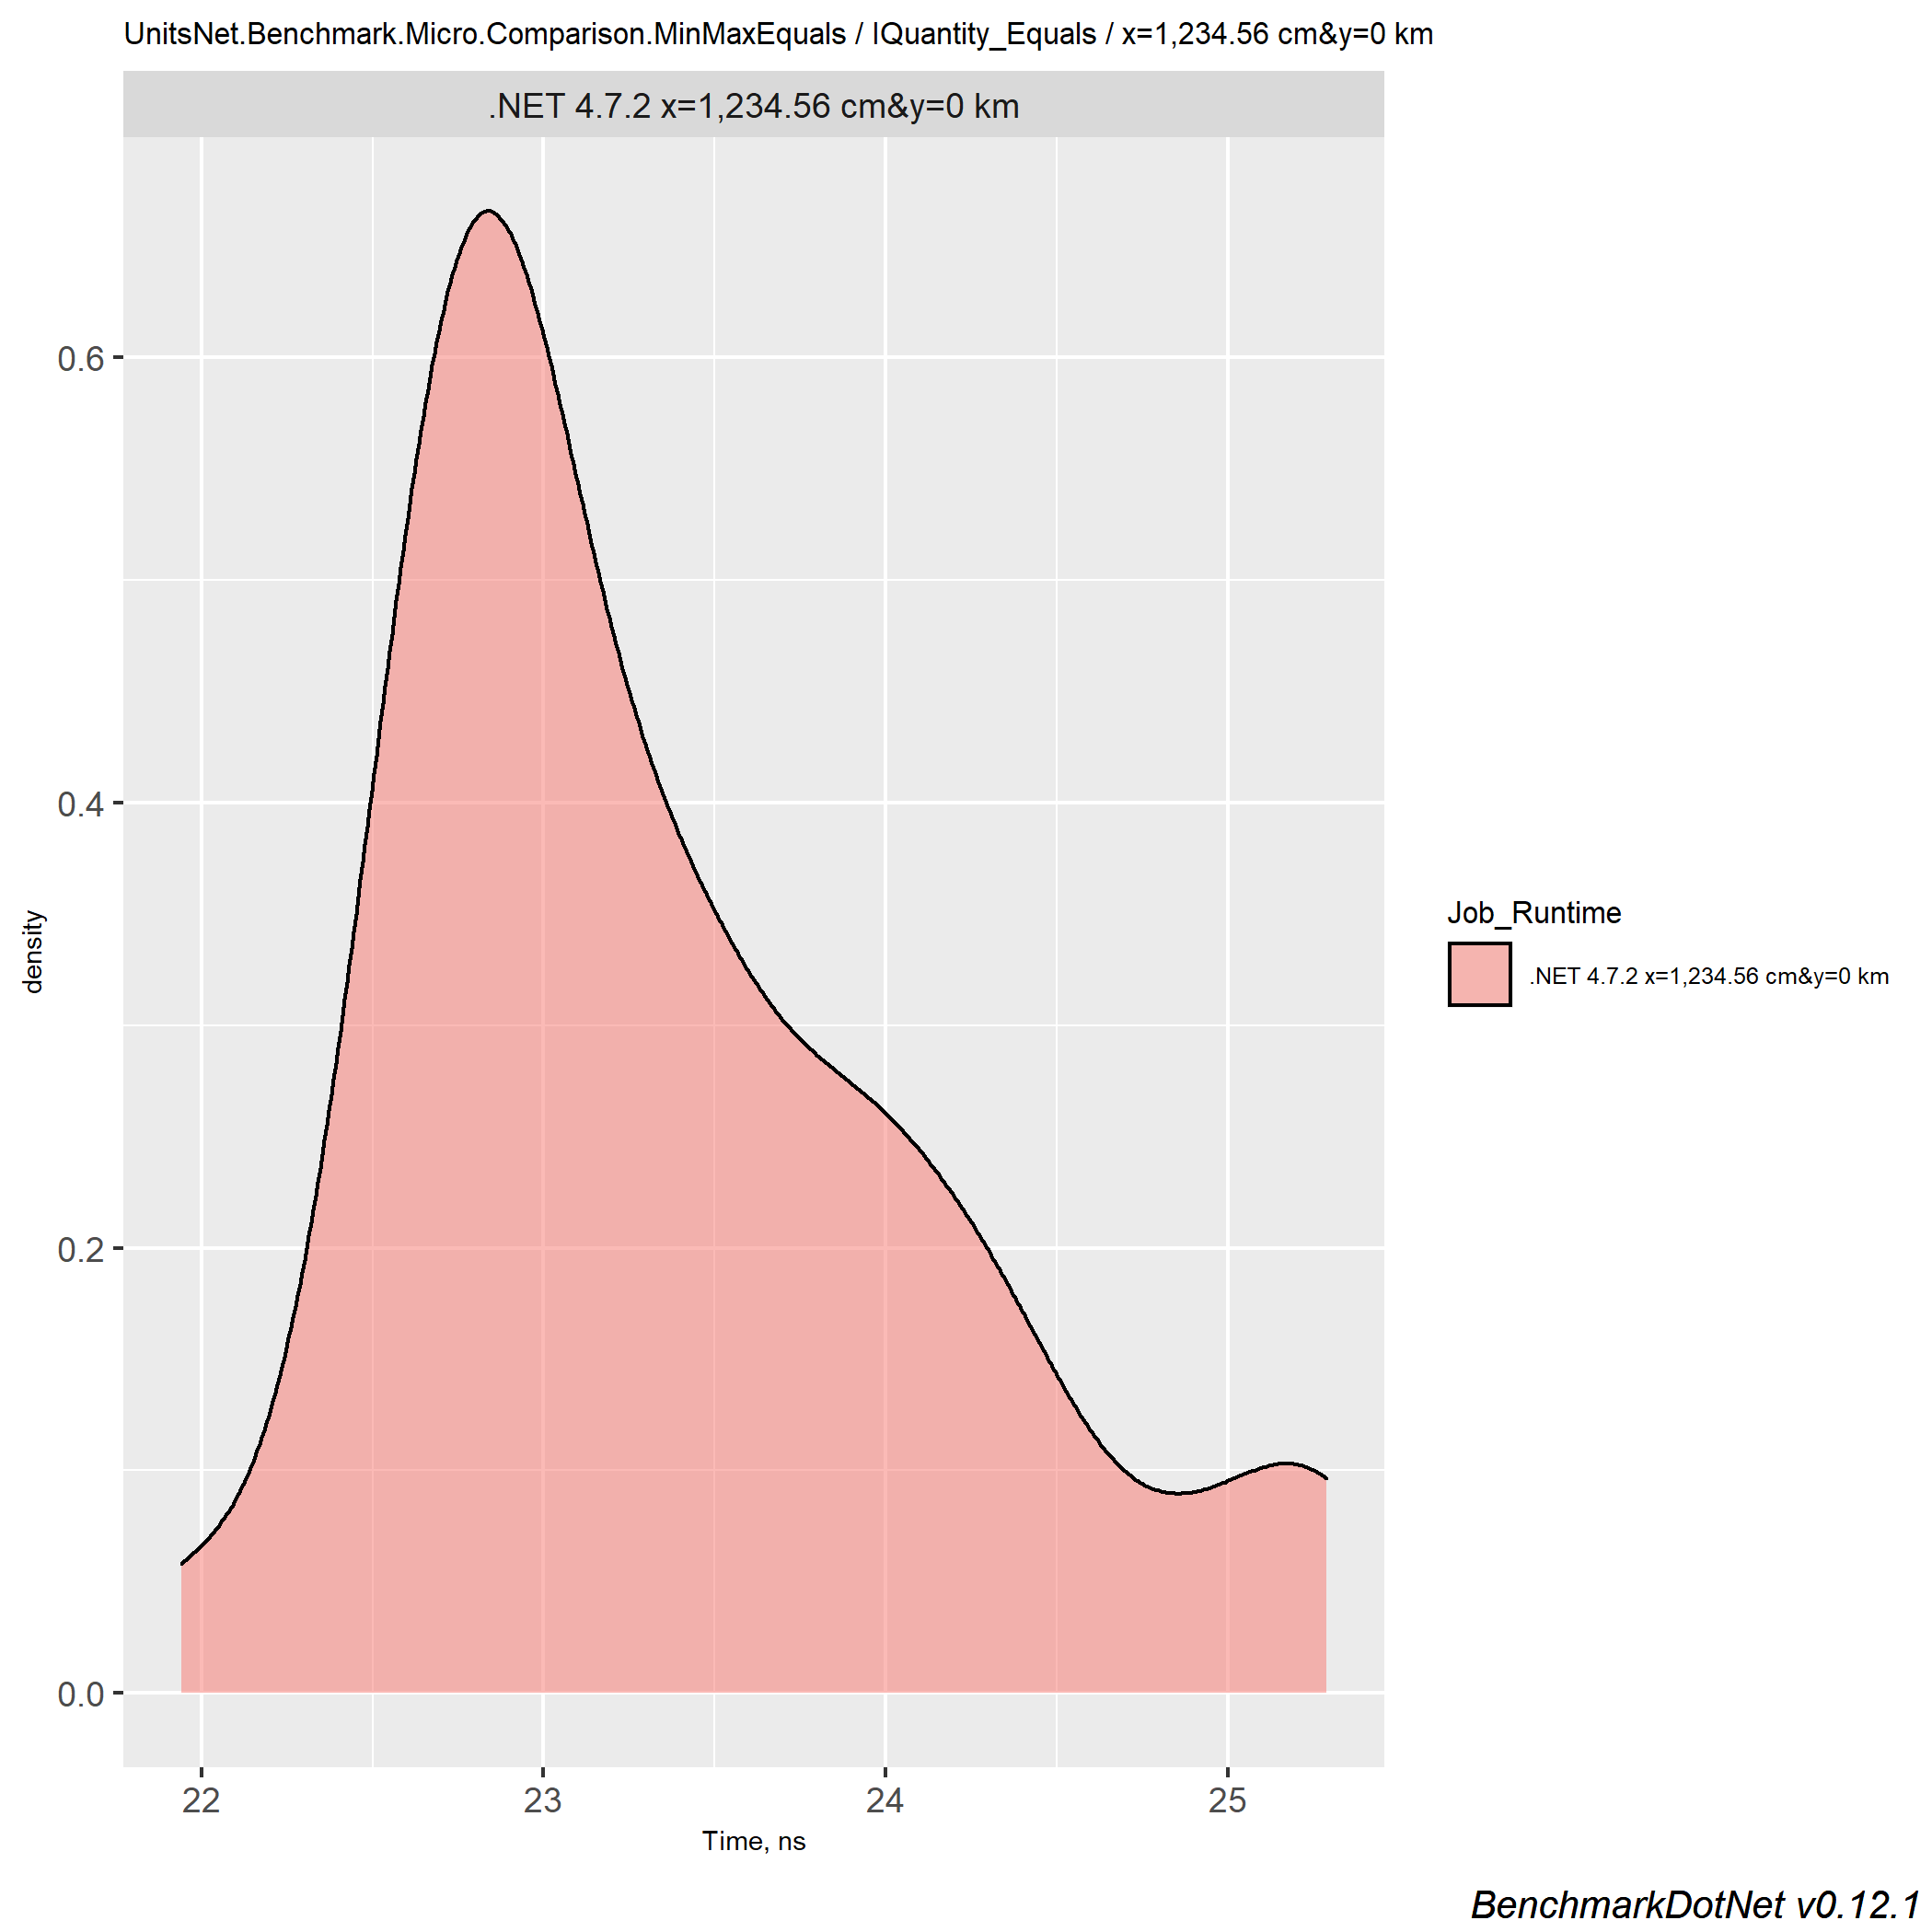 UnitsNet.Benchmark.Micro.Comparison.MinMaxEquals / IQuantity_Equals / x=1,234.56 cm&y=0 km
.NET 4.7.2 x=1,234.56 cm&y=0 km
0.6
0.4
0.2
0.0
density
22 23 24 25
Time, ns
Job_Runtime
.NET 4.7.2 x=1,234.56 cm&y=0 km
BenchmarkDotNet v0.12.1